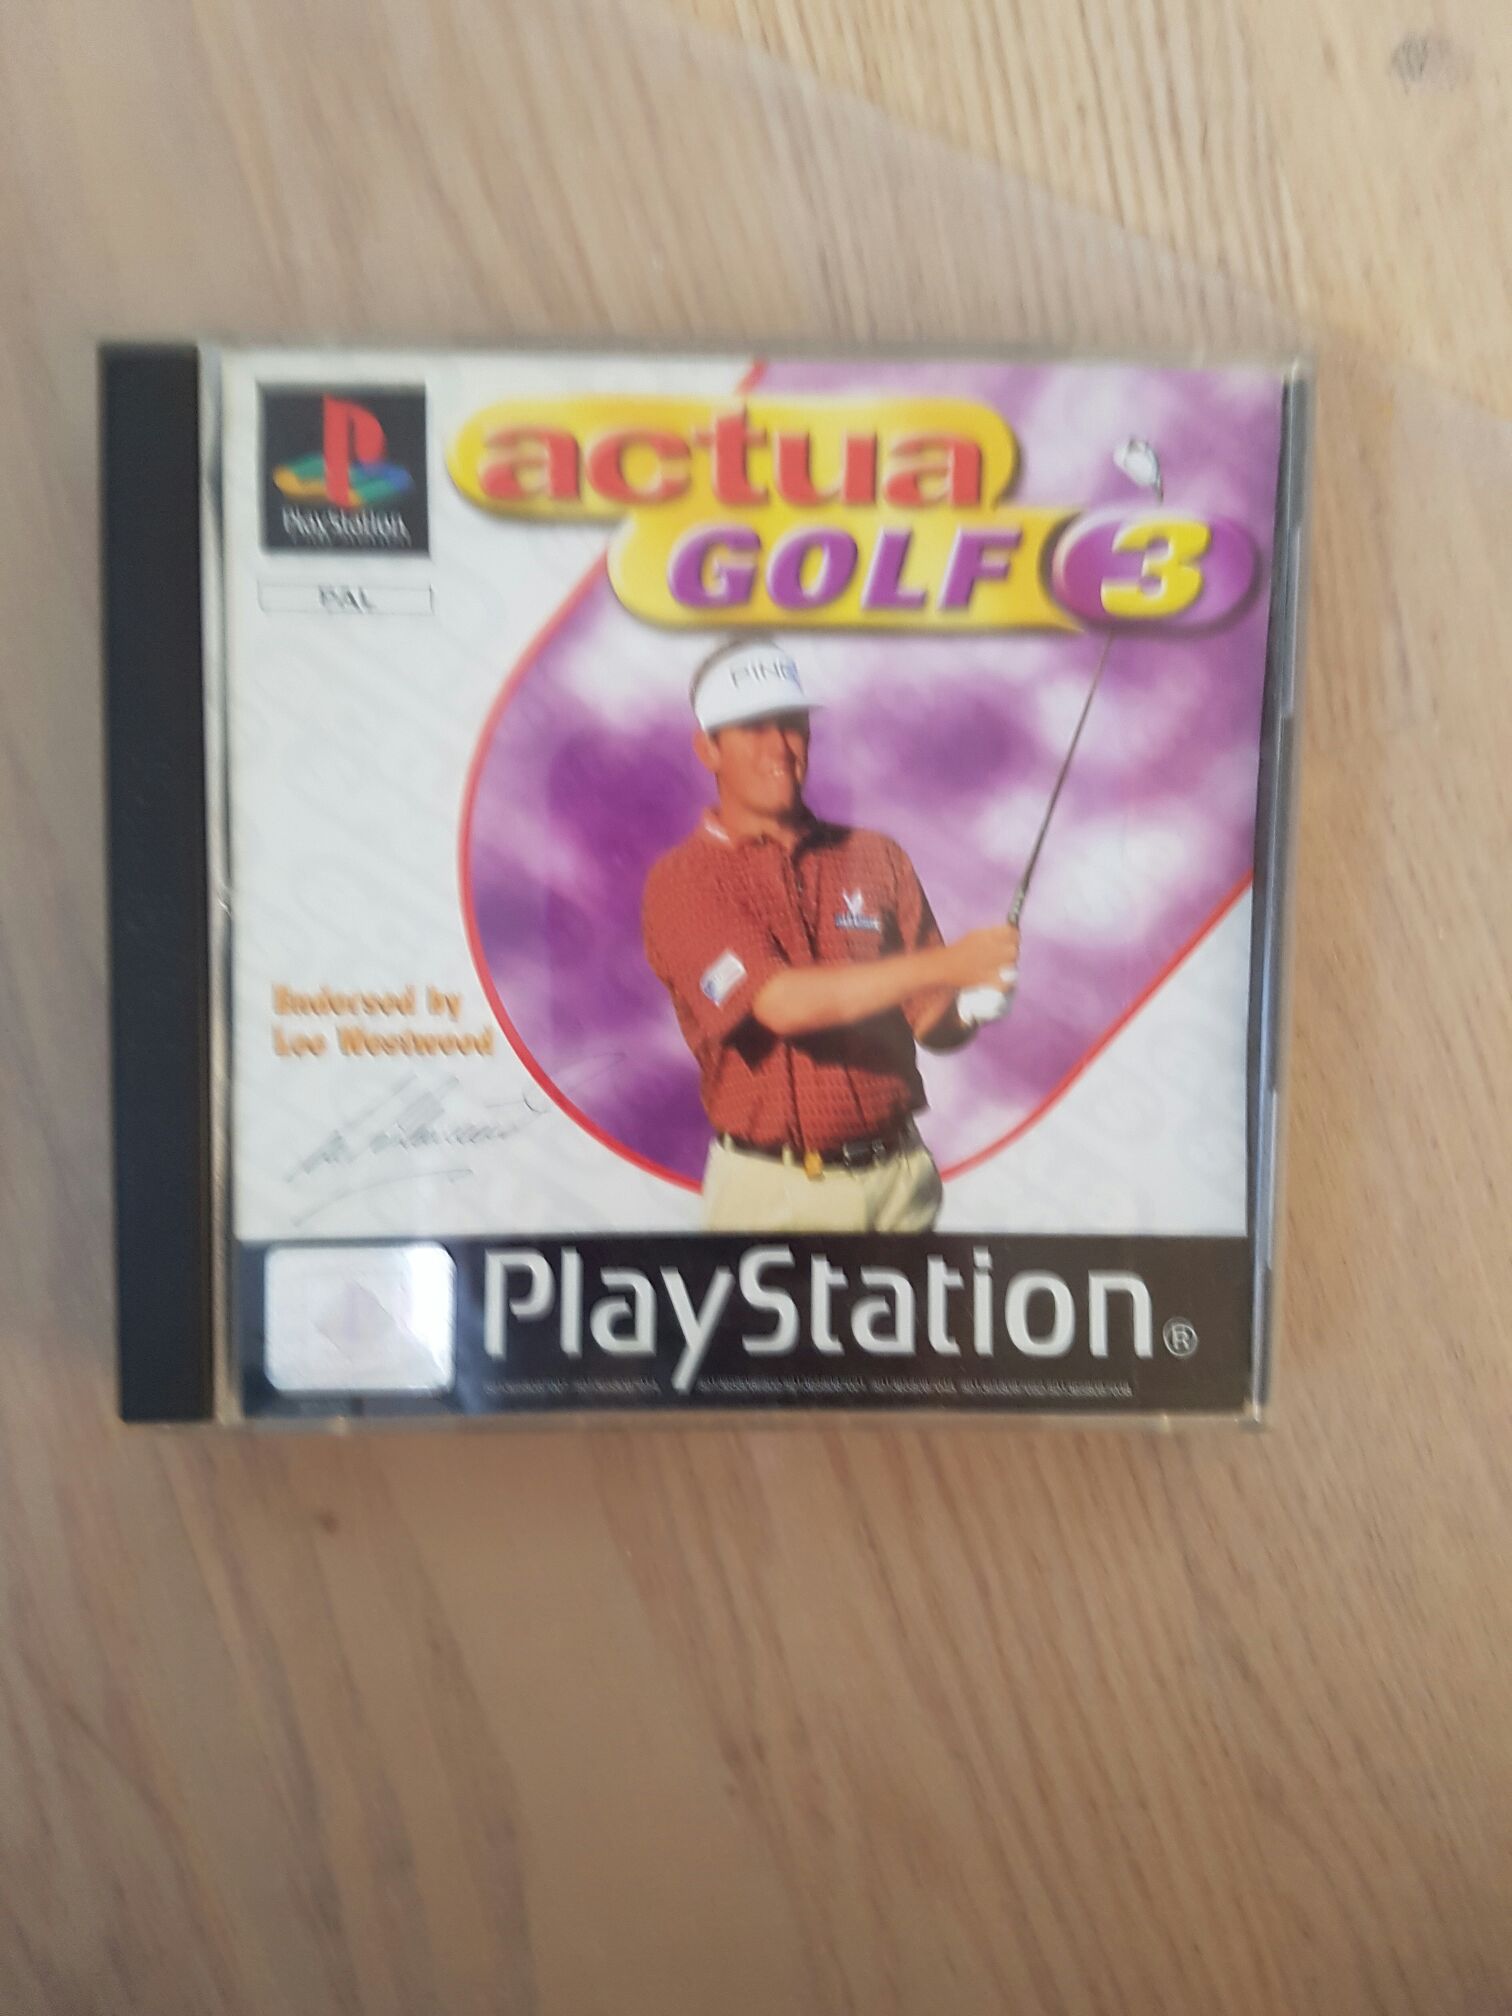 PlayStation
PAL
actua
GOLF 3
PING
Endorsed by
Lee Westwood
PlayStation®